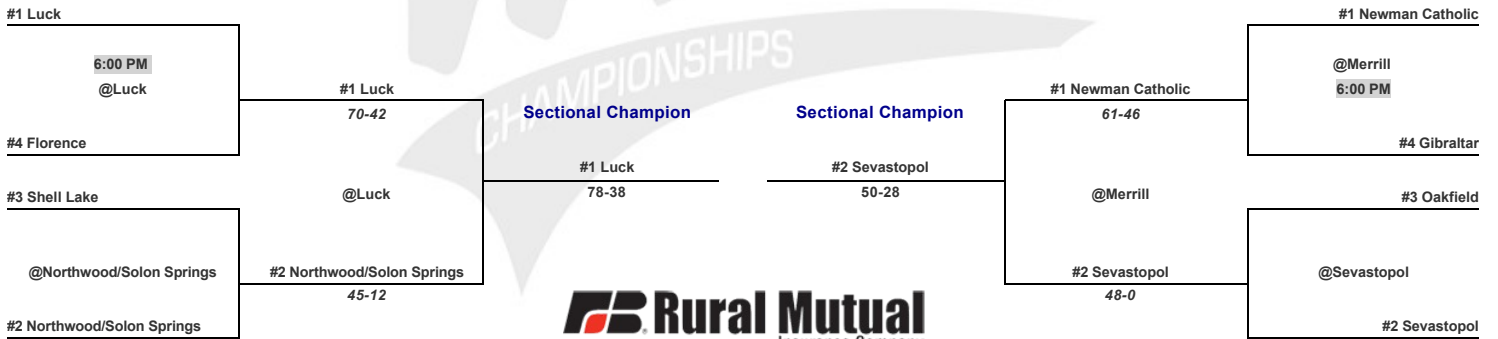 #1 Luck
6:00 PM
@Luck
#4 Florence
#3 Shell Lake
@Northwood/Solon Springs
#2 Northwood/Solon Springs
#1 Luck
70-42
@Luck
#2 Northwood/Solon Springs
45-12
Sectional Champion
#1 Luck
78-38
CHAMPIONSHIPS
Sectional Champion
#2 Sevastopol
50-28
Rural Mutual
Insurance Company
#1 Newman Catholic
61-46
@Merrill
#2 Sevastopol
48-0
#1 Newman Catholic
@Merrill
6:00 PM
#4 Gibraltar
#3 Oakfield
@Sevastopol
#2 Sevastopol